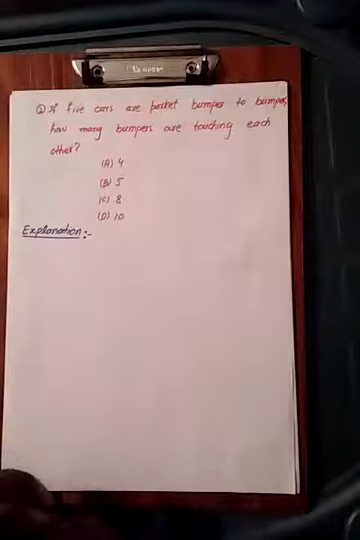 Q If five cars are parket bumper to bumper,
how many bumpers are touching each
other?
(A) 4
(B) 5
(C) 8
(D) 10
Explanation:-